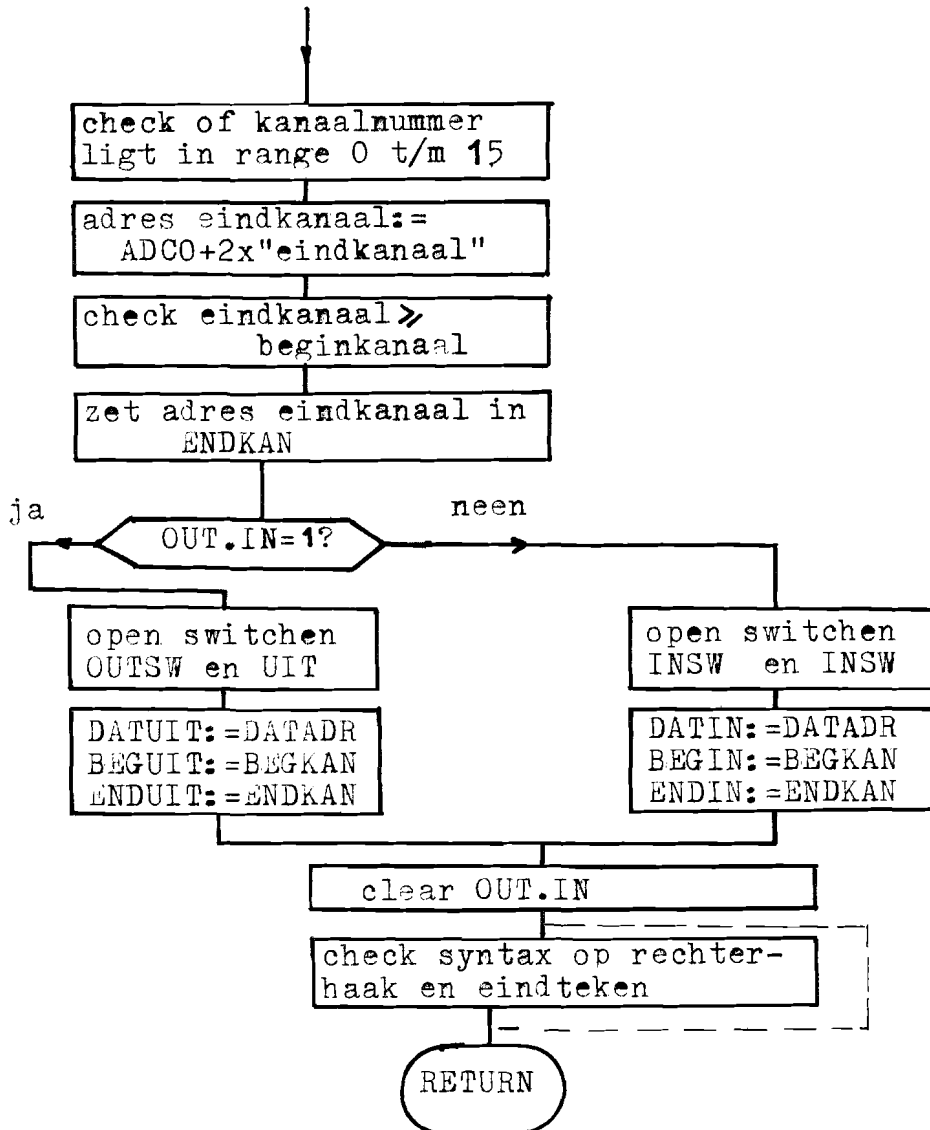 check of kanaalnummer
ligt in range 0 t/m 15
adres eindkanaal:=
ADC0+2x"eindkanaal"
check eindkanaal ⩾
beginkanaal
zet adres eindkanaal in
ENDKAN
ja
neen
OUT.IN=1?
open switchen
OUTSW en UIT
open switchen
INSW en INSW
DATUIT:=DATADR
BEGUIT:=BEGKAN
ENDUIT:=ENDKAN
DATIN:=DATADR
BEGIN:=BEGKAN
ENDIN:=ENDKAN
clear OUT.IN
check syntax op rechter-
haak en eindteken
RETURN